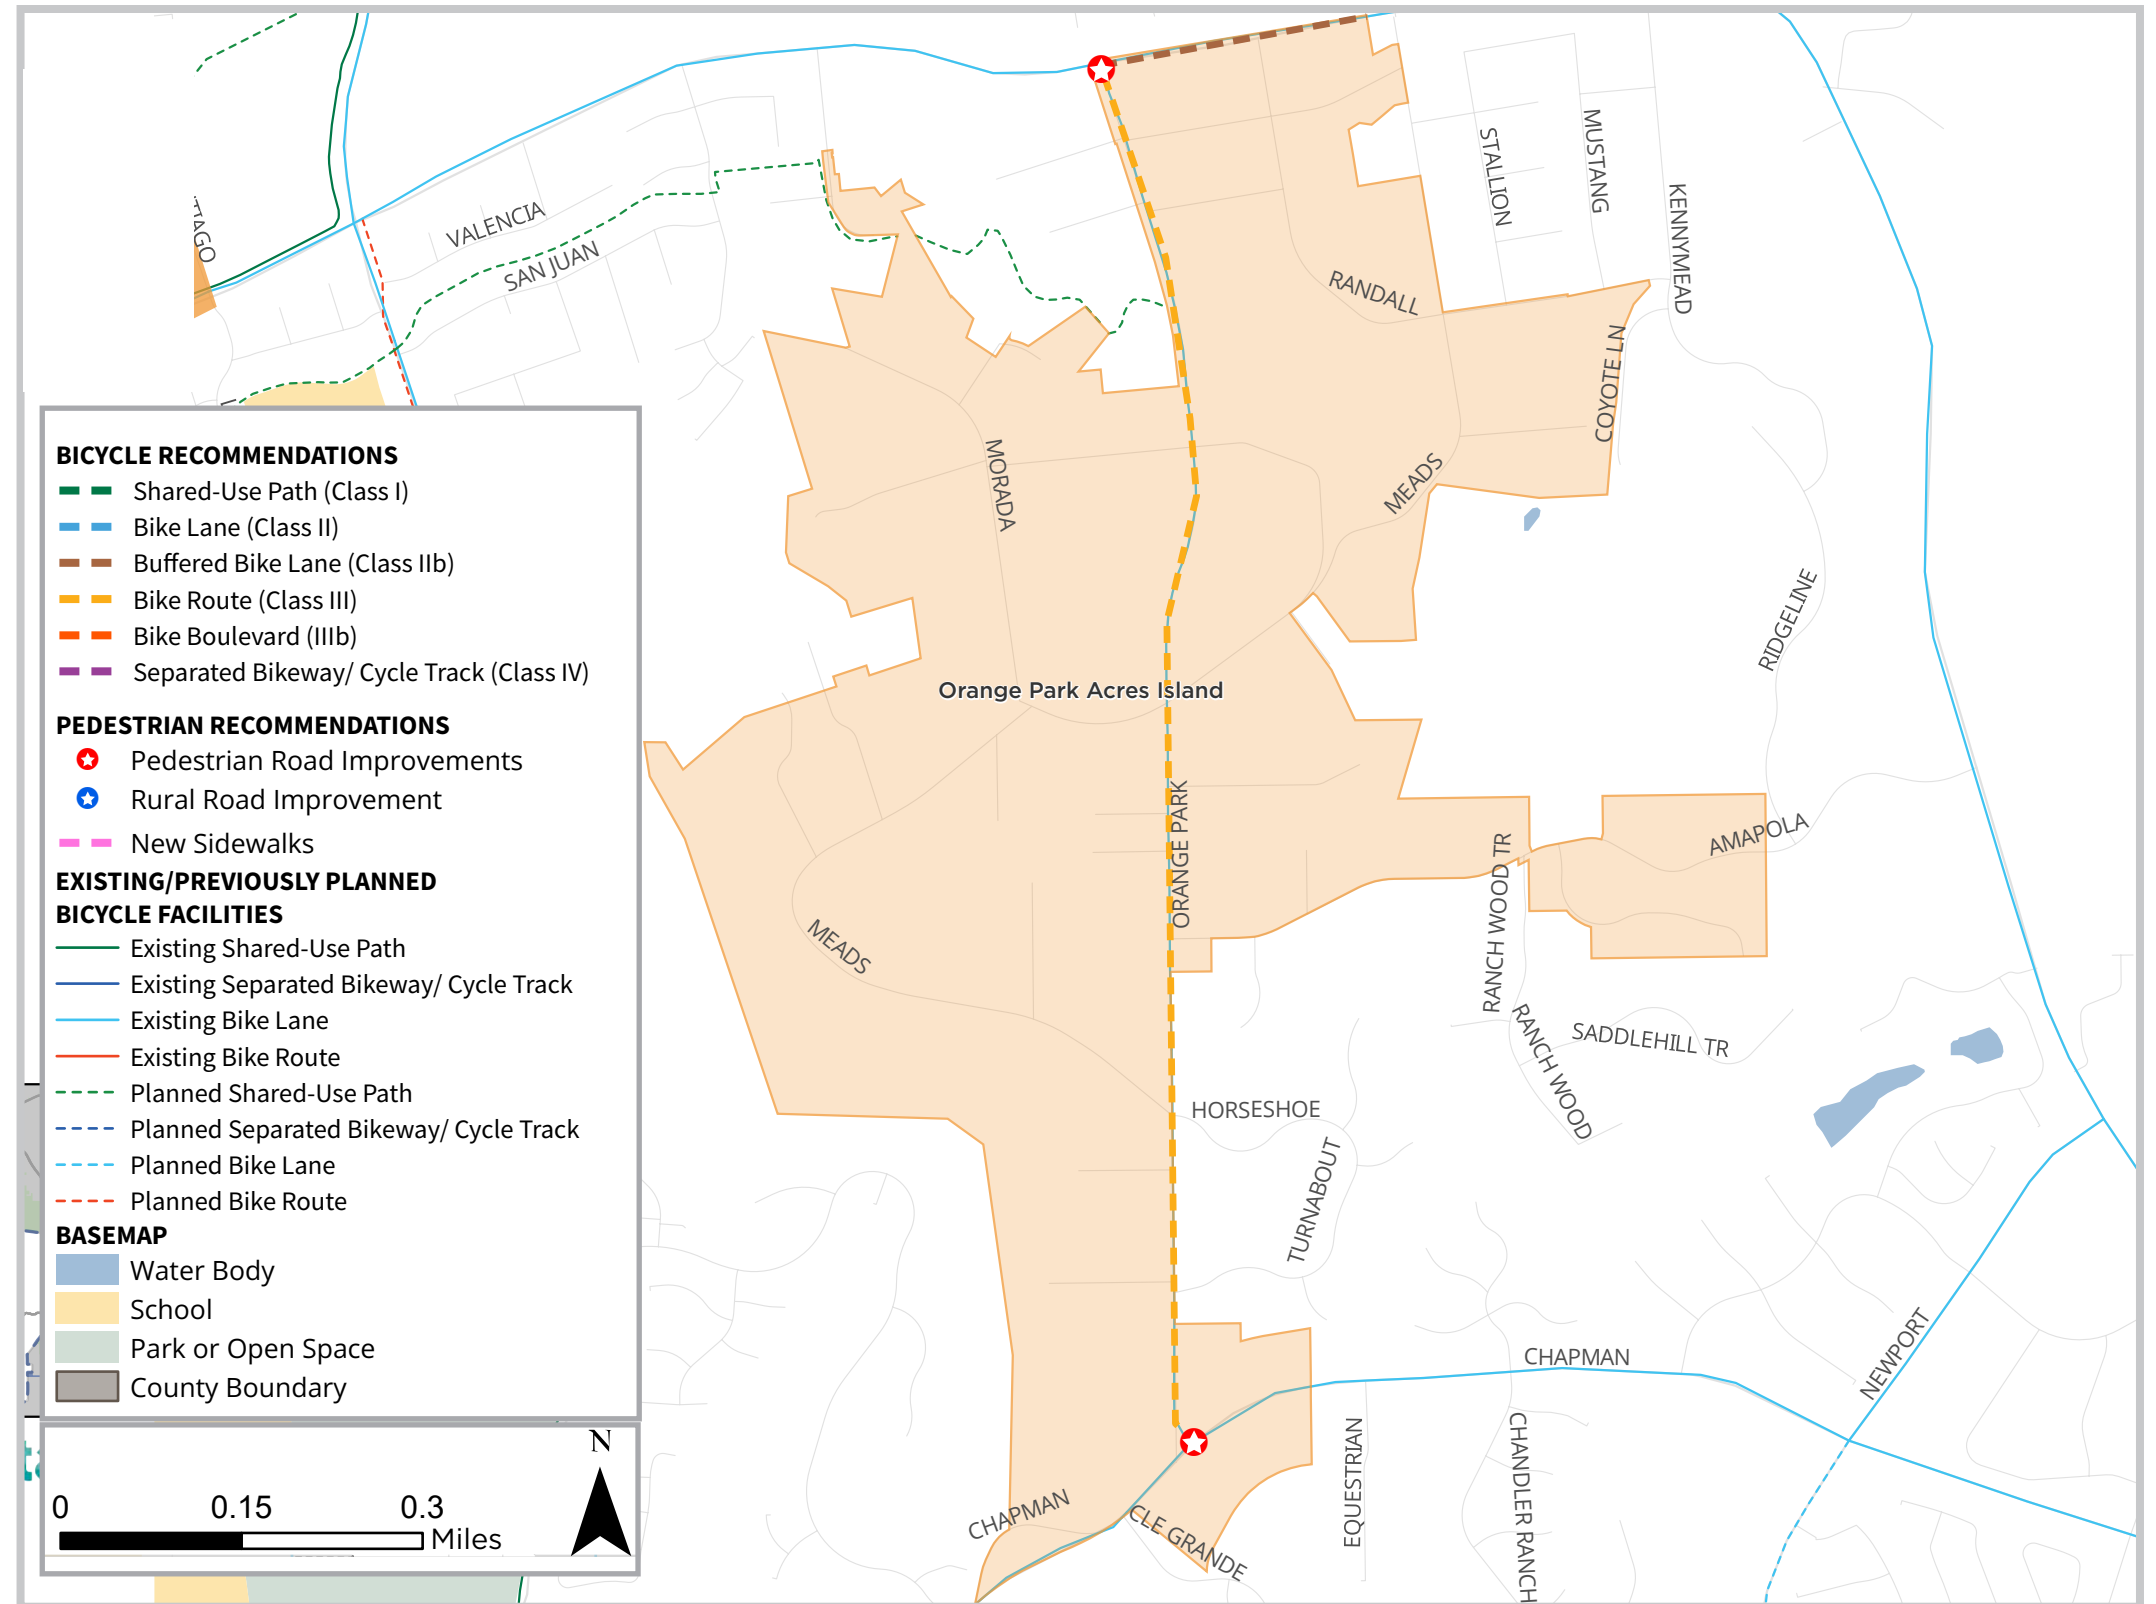 VALENCIA
SAN JUAN
STALLION
MUSTANG
KENNYMEAD
RANDALL
COYOTE LN
MORADA
MEADS
RIDGELINE
Orange Park Acres Island
ORANGE PARK
AMAPOLA
RANCH WOOD TR
MEADS
RANCH WOOD
SADDLEHILL TR
HORSESHOE
TURNABOUT
CHAPMAN
NEWPORT
CHAPMAN
CLE GRANDE
EQUESTRIAN
CHANDLER RANCH
BICYCLE RECOMMENDATIONS
Shared-Use Path (Class I)
Bike Lane (Class II)
Buffered Bike Lane (Class IIb)
Bike Route (Class III)
Bike Boulevard (IIIb)
Separated Bikeway/ Cycle Track (Class IV)
PEDESTRIAN RECOMMENDATIONS
Pedestrian Road Improvements
Rural Road Improvement
New Sidewalks
EXISTING/PREVIOUSLY PLANNED
BICYCLE FACILITIES
Existing Shared-Use Path
Existing Separated Bikeway/ Cycle Track
Existing Bike Lane
Existing Bike Route
Planned Shared-Use Path
Planned Separated Bikeway/ Cycle Track
Planned Bike Lane
Planned Bike Route
BASEMAP
Water Body
School
Park or Open Space
County Boundary
N
0 0.15 0.3
Miles